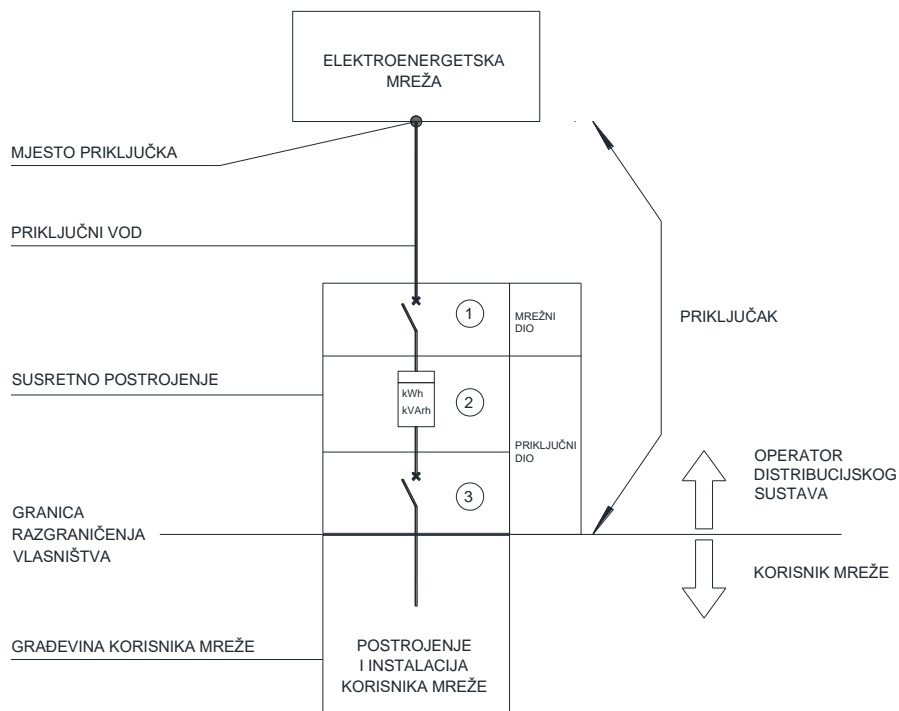 ELEKTROENERGETSKA
MREŽA
MJESTO PRIKLJUČKA
PRIKLJUČNI VOD
1
MREŽNI
DIO
PRIKLJUČAK
SUSRETNO POSTROJENJE
kWh
kVArh
2
PRIKLJUČNI
DIO
3
OPERATOR
DISTRIBUCIJSKOG
SUSTAVA
GRANICA
RAZGRANIČENJA
VLASNIŠTVA
KORISNIK MREŽE
GRAĐEVINA KORISNIKA MREŽE
POSTROJENJE
I INSTALACIJA
KORISNIKA MREŽE